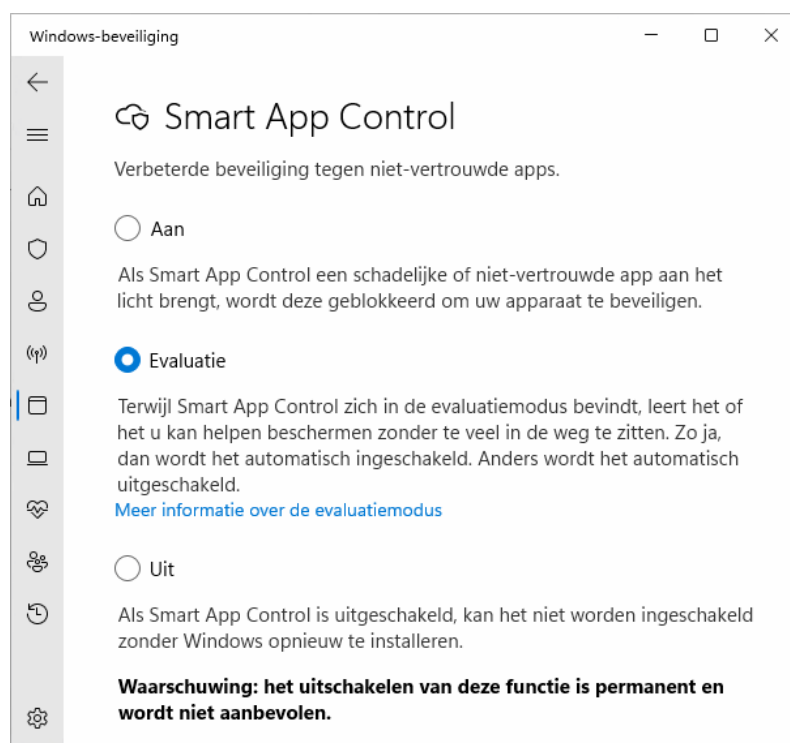 Windows-beveiliging
Smart App Control
Verbeterde beveiliging tegen niet-vertrouwde apps.
Aan
Als Smart App Control een schadelijke of niet-vertrouwde app aan het
licht brengt, wordt deze geblokkeerd om uw apparaat te beveiligen.
Evaluatie
Terwijl Smart App Control zich in de evaluatiemodus bevindt, leert het of
het u kan helpen beschermen zonder te veel in de weg te zitten. Zo ja,
dan wordt het automatisch ingeschakeld. Anders wordt het automatisch
uitgeschakeld.
Meer informatie over de evaluatiemodus
Uit
Als Smart App Control is uitgeschakeld, kan het niet worden ingeschakeld
zonder Windows opnieuw te installeren.
Waarschuwing: het uitschakelen van deze functie is permanent en
wordt niet aanbevolen.